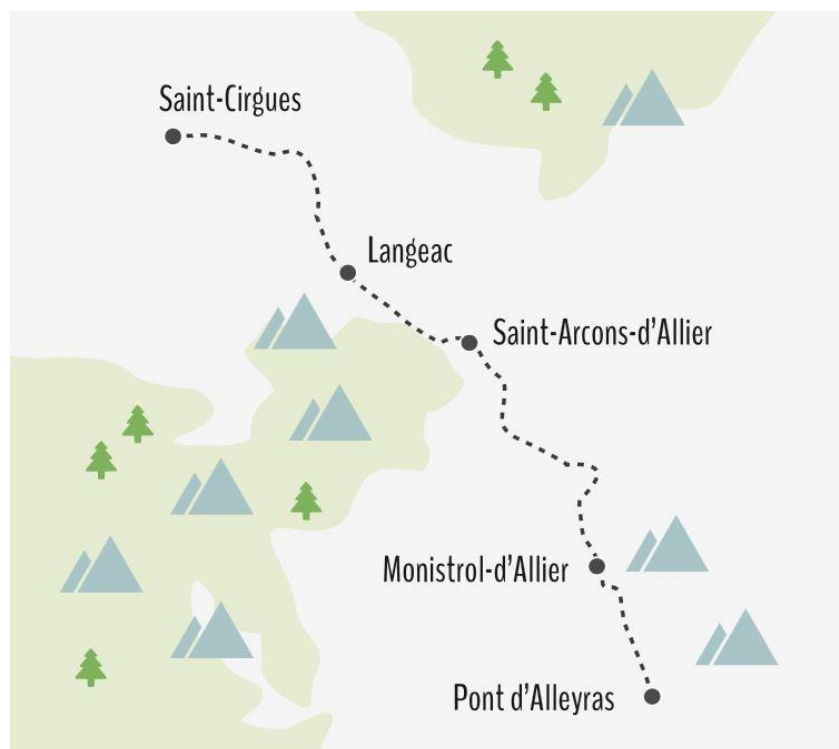 Saint-Cirgues
Langeac
Saint-Arcons-d'Allier
Monistrol-d'Allier
Pont d'Alleyras